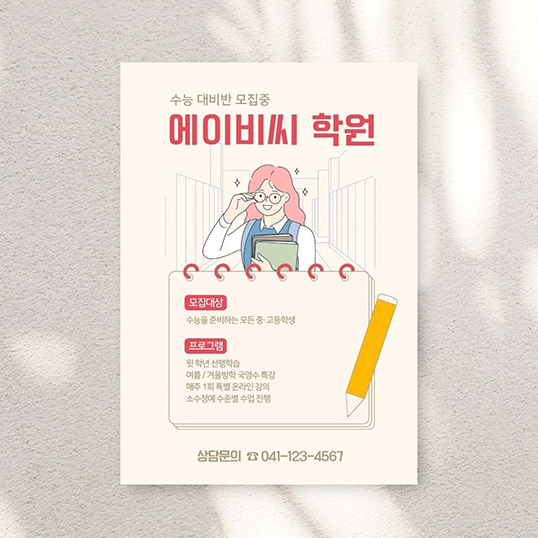 수능 대비반 모집중
에이비씨 학원
모집대상
수능을 준비하는 모든 중·고등학생
프로그램
윗 학년 선행학습
여름 / 겨울방학 국영수 특강
매주 1회 특별 온라인 강의
소수정예 수준별 수업 진행
상담문의 ☎ 041-123-4567